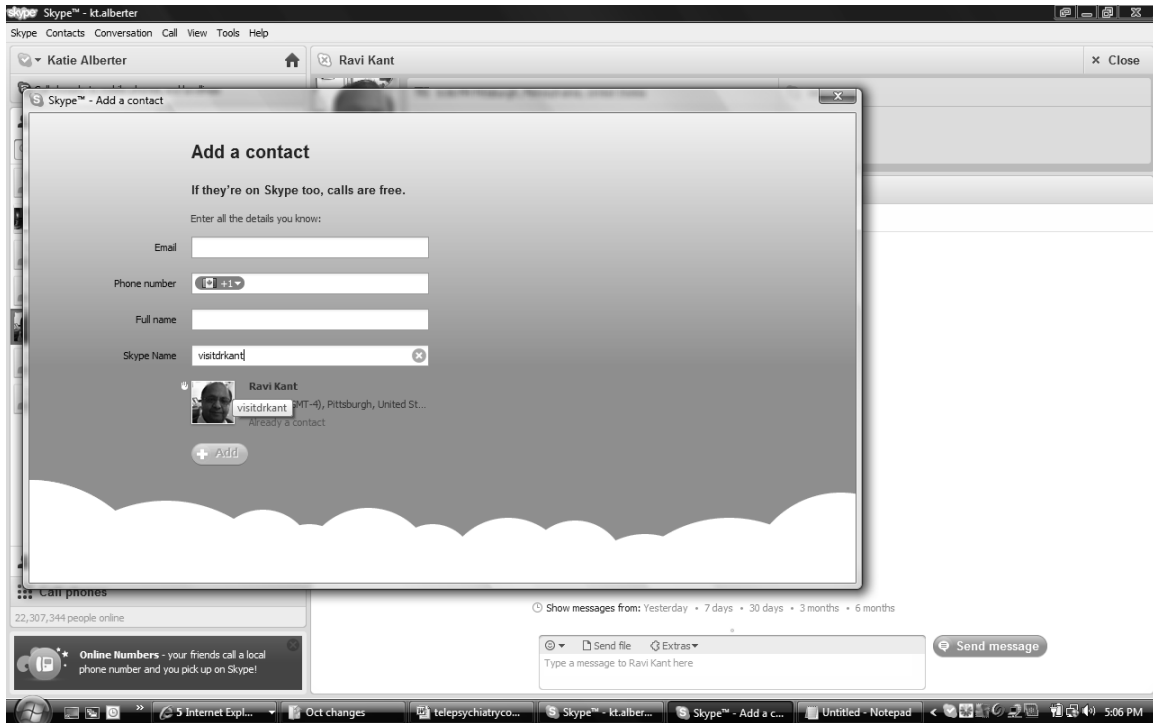 skype Skype™ - kt.alberter
Skype Contacts Conversation Call View Tools Help
Katie Alberter
Ravi Kant
× Close
Skype™ - Add a contact
Add a contact
If they're on Skype too, calls are free.
Enter all the details you know:
Email
Phone number +1
Full name
Skype Name visitdrkant
Ravi Kant
visitdrkant
MT-4), Pittsburgh, United St...
Already a contact
Add
Call phones
22,307,344 people online
Show messages from: Yesterday • 7 days • 30 days • 3 months • 6 months
Online Numbers - your friends call a local
phone number and you pick up on Skype!
Send file Extras
Type a message to Ravi Kant here
Send message
5 Internet Expl... Oct changes telepsychiatryco... Skype™ - kt.alber... Skype™ - Add a c... Untitled - Notepad 5:06 PM